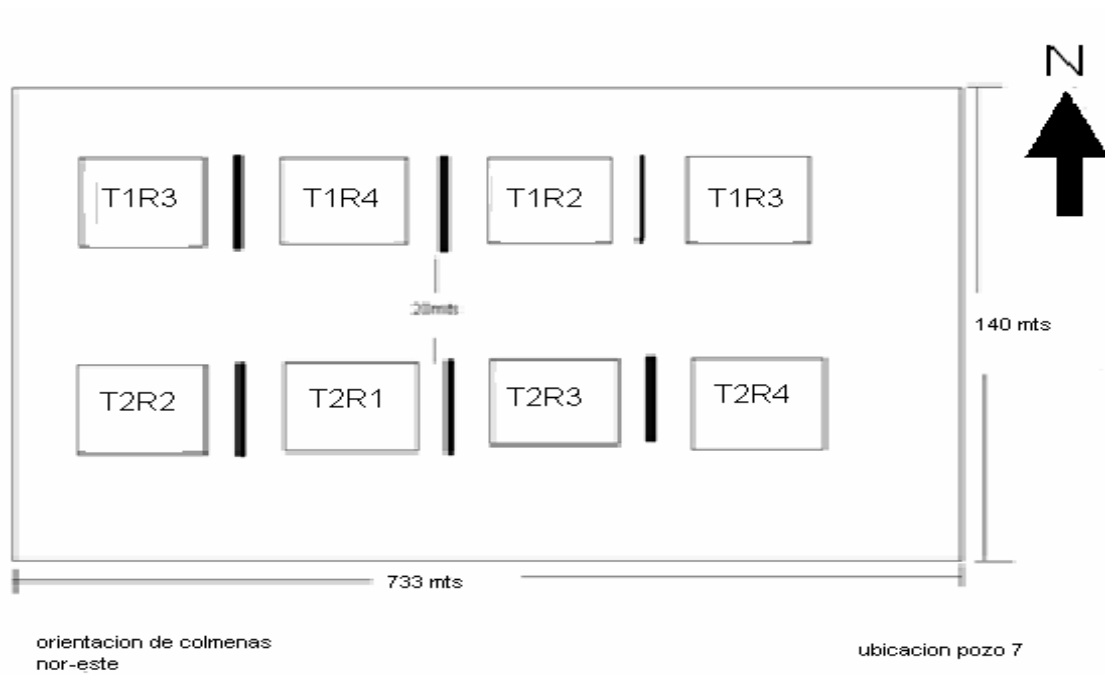 N
T1R3
T1R4
T1R2
T1R3
20mts
140 mts
T2R2
T2R1
T2R3
T2R4
733 mts
orientacion de colmenas
nor-este
ubicacion pozo 7